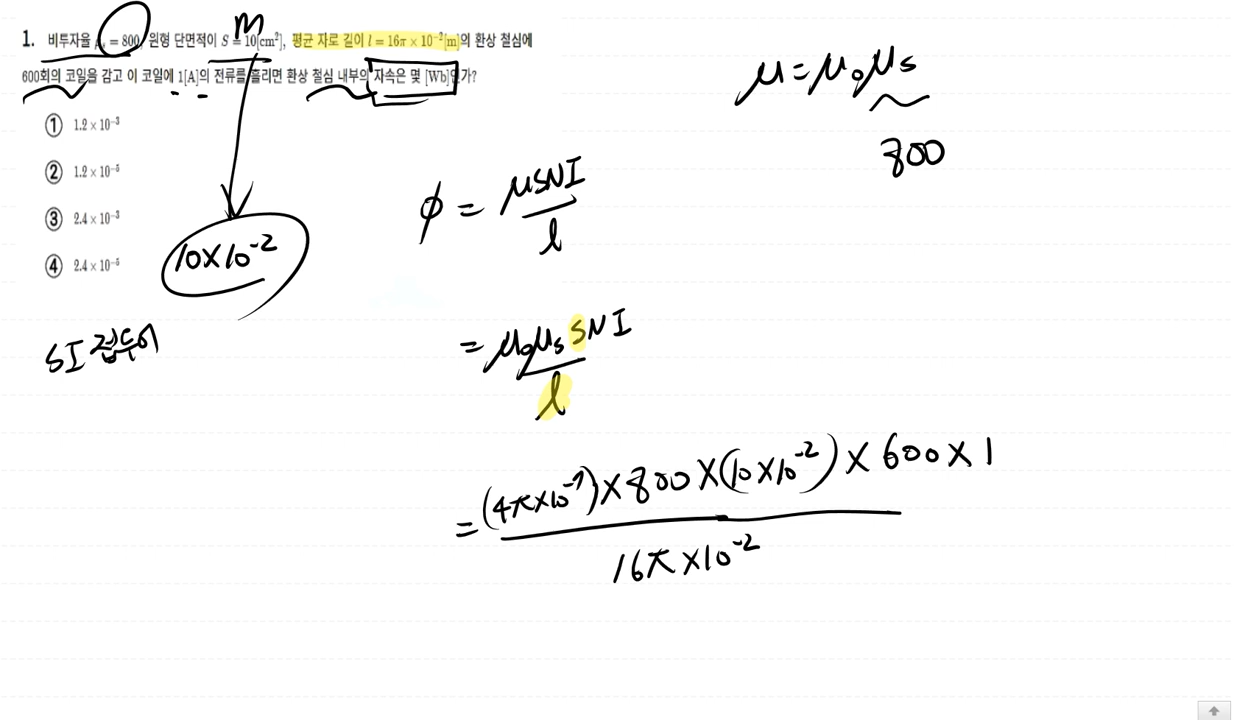 1. 비투자율 μs = 800, 원형 단면적이 S = 10[cm²], 평균 자로 길이 l = 16π × 10⁻²[m]의 환상 철심에
600회의 코일을 감고 이 코일에 1[A]의 전류를 흘리면 환상 철심 내부의 자속은 몇 [Wb]인가?
① 1.2 × 10⁻³
② 1.2 × 10⁻⁵
③ 2.4 × 10⁻³
④ 2.4 × 10⁻⁵
m
10×10⁻²
SI 접두어
μ=μ₀μs
800
φ = μSNI / l
= μ₀μs SNI / l
= (4π×10⁻⁷)×800×(10×10⁻²)×600×1 / 16π×10⁻²